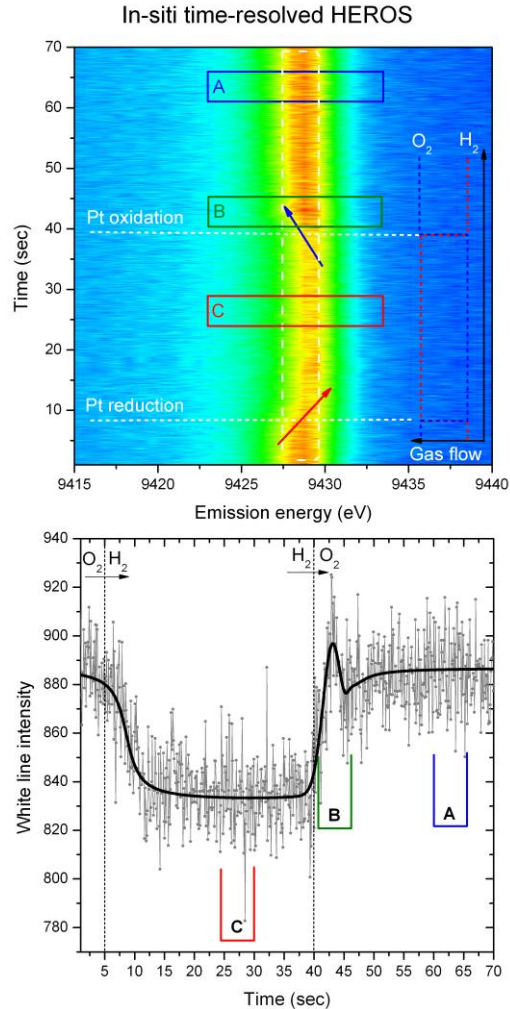 In-siti time-resolved HEROS
70
60
50
40
30
20
10
Time (sec)
A
B
C
Pt oxidation
Pt reduction
O2
H2
Gas flow
9415 9420 9425 9430 9435 9440
Emission energy (eV)
940
920
900
880
860
840
820
800
780
White line intensity
O2 H2
H2 O2
B
A
C
5 10 15 20 25 30 35 40 45 50 55 60 65 70
Time (sec)